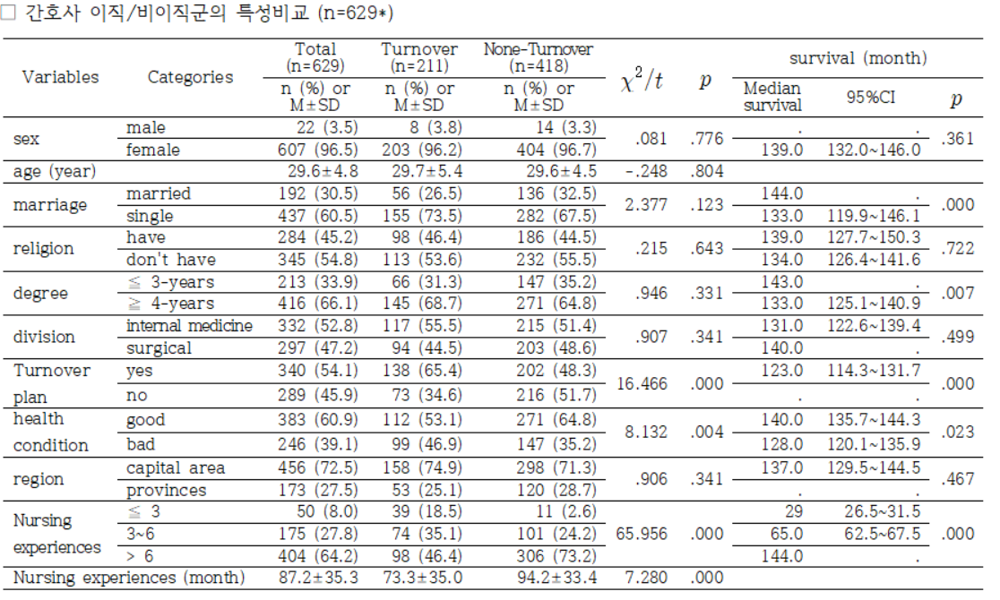 □ 간호사 이직/비이직군의 특성비교 (n=629*)
Variables Categories Total (n=629) Turnover (n=211) None-Turnover (n=418) χ²/t p survival (month)
n (%) or M±SD n (%) or M±SD n (%) or M±SD Median survival 95%CI p
sex male 22 (3.5) 8 (3.8) 14 (3.3) .081 .776 . . .361
female 607 (96.5) 203 (96.2) 404 (96.7) 139.0 132.0~146.0
age (year) 29.6±4.8 29.7±5.4 29.6±4.5 -.248 .804
marriage married 192 (30.5) 56 (26.5) 136 (32.5) 2.377 .123 144.0 . .000
single 437 (60.5) 155 (73.5) 282 (67.5) 133.0 119.9~146.1
religion have 284 (45.2) 98 (46.4) 186 (44.5) .215 .643 139.0 127.7~150.3 .722
don't have 345 (54.8) 113 (53.6) 232 (55.5) 134.0 126.4~141.6
degree ≦ 3-years 213 (33.9) 66 (31.3) 147 (35.2) .946 .331 143.0 . .007
≧ 4-years 416 (66.1) 145 (68.7) 271 (64.8) 133.0 125.1~140.9
division internal medicine 332 (52.8) 117 (55.5) 215 (51.4) .907 .341 131.0 122.6~139.4 .499
surgical 297 (47.2) 94 (44.5) 203 (48.6) 140.0 .
Turnover plan yes 340 (54.1) 138 (65.4) 202 (48.3) 16.466 .000 123.0 114.3~131.7 .000
no 289 (45.9) 73 (34.6) 216 (51.7) . .
health condition good 383 (60.9) 112 (53.1) 271 (64.8) 8.132 .004 140.0 135.7~144.3 .023
bad 246 (39.1) 99 (46.9) 147 (35.2) 128.0 120.1~135.9
region capital area 456 (72.5) 158 (74.9) 298 (71.3) .906 .341 137.0 129.5~144.5 .467
provinces 173 (27.5) 53 (25.1) 120 (28.7) . .
Nursing experiences ≦ 3 50 (8.0) 39 (18.5) 11 (2.6) 65.956 .000 29 26.5~31.5 .000
3~6 175 (27.8) 74 (35.1) 101 (24.2) 65.0 62.5~67.5
> 6 404 (64.2) 98 (46.4) 306 (73.2) 144.0 .
Nursing experiences (month) 87.2±35.3 73.3±35.0 94.2±33.4 7.280 .000